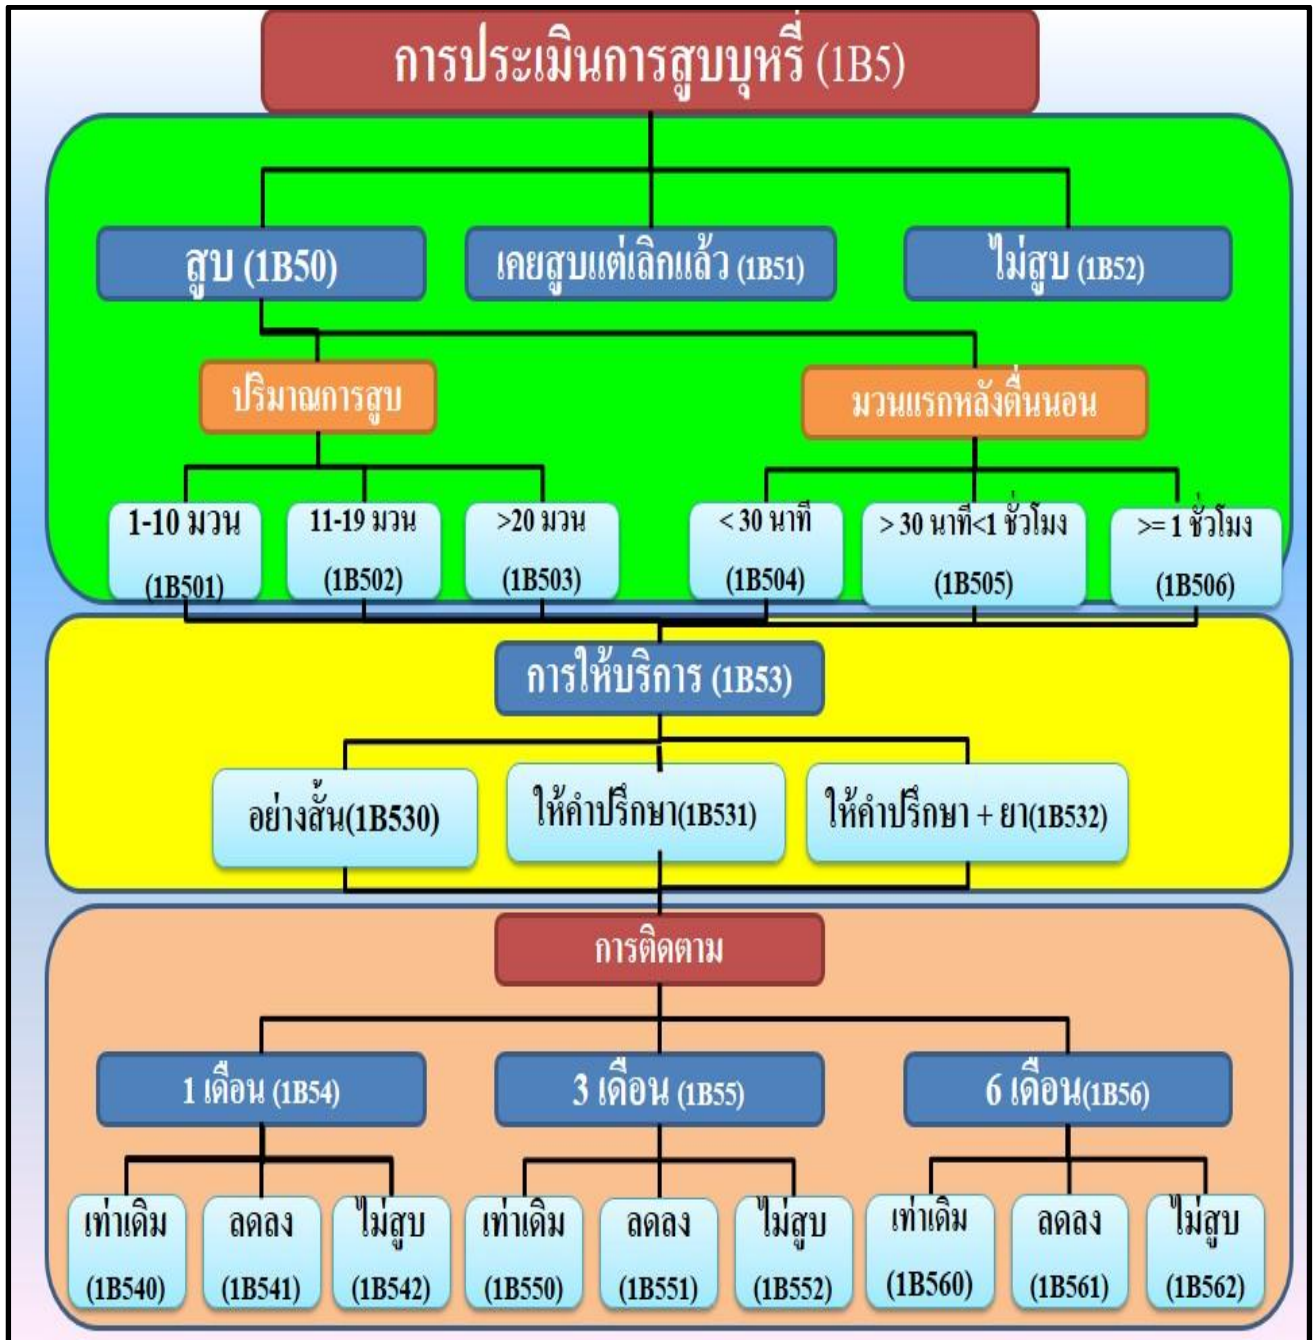 การประเมินการสูบบุหรี่ (1B5)
สูบ (1B50)
เคยสูบแต่เลิกแล้ว (1B51)
ไม่สูบ (1B52)
ปริมาณการสูบ
มวนแรกหลังตื่นนอน
1-10 มวน
(1B501)
11-19 มวน
(1B502)
>20 มวน
(1B503)
< 30 นาที
(1B504)
> 30 นาที<1 ชั่วโมง
(1B505)
>= 1 ชั่วโมง
(1B506)
การให้บริการ (1B53)
อย่างสั้น(1B530)
ให้คำปรึกษา(1B531)
ให้คำปรึกษา + ยา(1B532)
การติดตาม
1 เดือน (1B54)
3 เดือน (1B55)
6 เดือน(1B56)
เท่าเดิม
(1B540)
ลดลง
(1B541)
ไม่สูบ
(1B542)
เท่าเดิม
(1B550)
ลดลง
(1B551)
ไม่สูบ
(1B552)
เท่าเดิม
(1B560)
ลดลง
(1B561)
ไม่สูบ
(1B562)